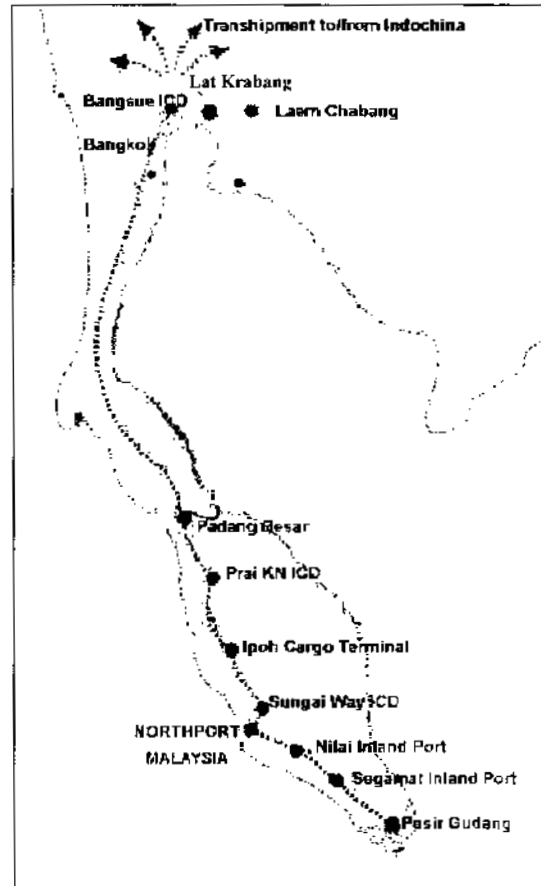 Transhipment to/from Indochina
Lat Krabang
Bangsue ICD
Laem Chabang
Bangkok
Padang Besar
Prai KN ICD
Ipoh Cargo Terminal
Sungai Way ICD
NORTHPORT
MALAYSIA
Nilai Inland Port
Segamat Inland Port
Pasir Gudang